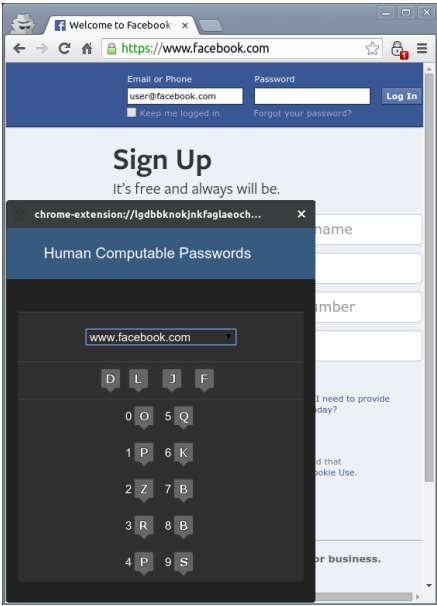 Welcome to Facebook -
https://www.facebook.com
Email or Phone
Password
user@facebook.com
Log In
Keep me logged in
Forgot your password?
Sign Up
It's free and always will be.
chrome-extension://lgdbbknokjnkfaglaeoch...
name
Human Computable Passwords
umber
www.facebook.com
D L J F
I need to provide
day?
0 O 5 Q
1 P 6 K
d that
okie Use.
2 Z 7 B
3 R 8 B
or business.
4 P 9 S